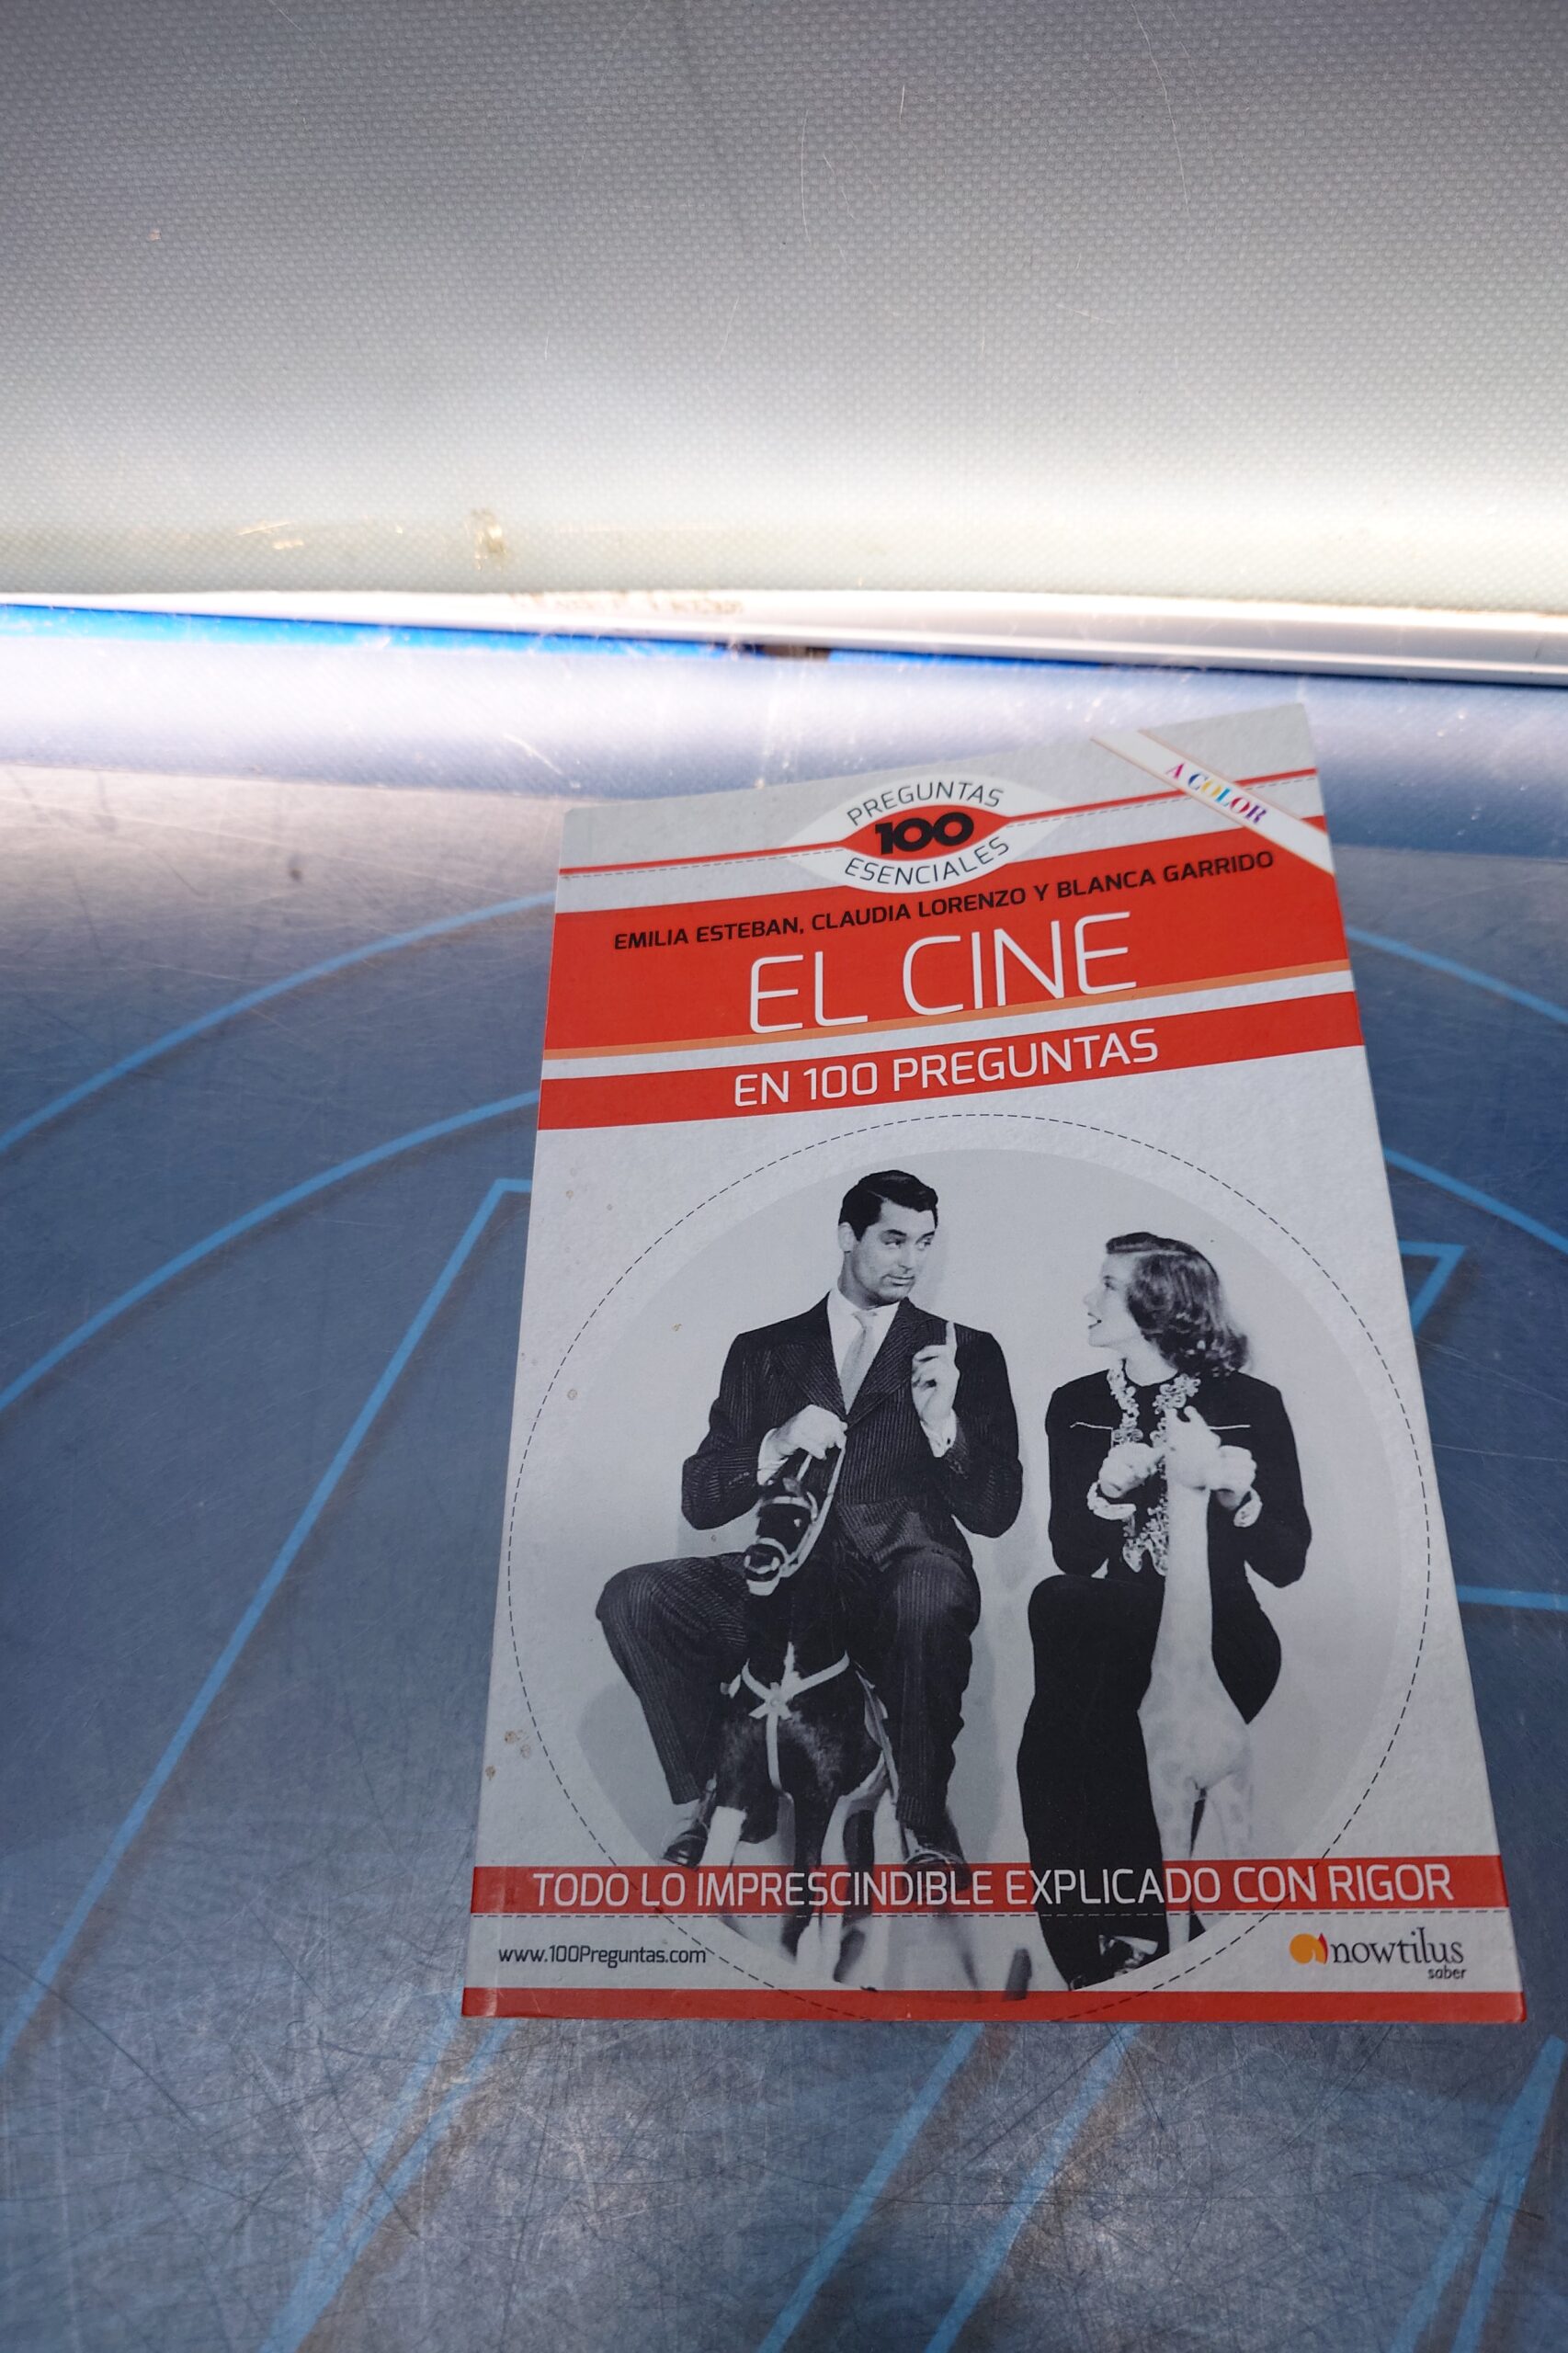 PREGUNTAS
100
ESENCIALES
A COLOR
EMILIA ESTEBAN, CLAUDIA LORENZO Y BLANCA GARRIDO
EL CINE
EN 100 PREGUNTAS
TODO LO IMPRESCINDIBLE EXPLICADO CON RIGOR
www.100Preguntas.com
nowtilus
saber